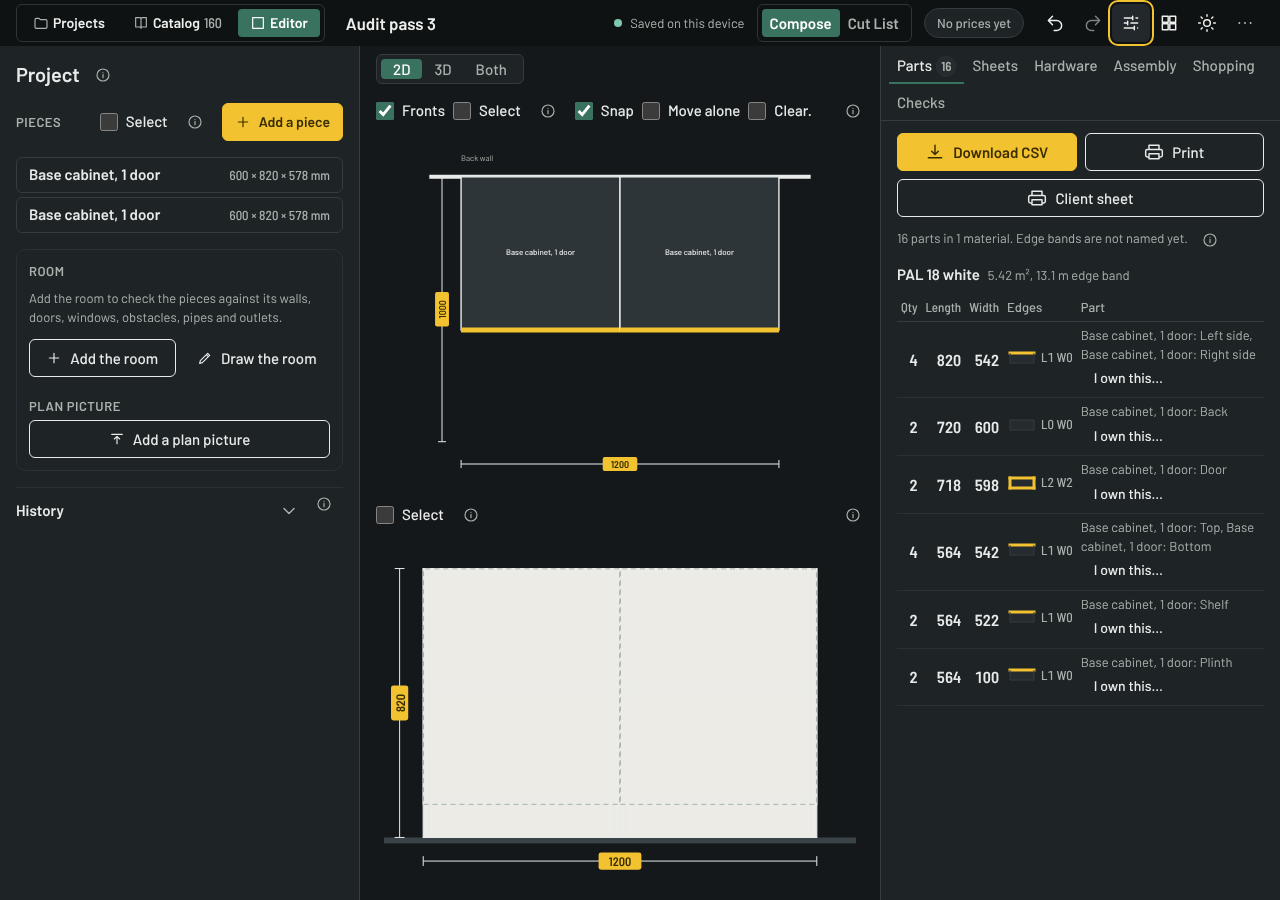 Projects
Catalog 160
Editor
Audit pass 3
Saved on this device
Compose
Cut List
No prices yet
Project
PIECES
Select
Add a piece
Base cabinet, 1 door
600 × 820 × 578 mm
Base cabinet, 1 door
600 × 820 × 578 mm
ROOM
Add the room to check the pieces against its walls,
doors, windows, obstacles, pipes and outlets.
Add the room
Draw the room
PLAN PICTURE
Add a plan picture
History
2D
3D
Both
Fronts
Select
Snap
Move alone
Clear.
Back wall
Base cabinet, 1 door
Base cabinet, 1 door
1000
1200
Select
820
1200
Parts 16
Sheets
Hardware
Assembly
Shopping
Checks
Download CSV
Print
Client sheet
16 parts in 1 material. Edge bands are not named yet.
PAL 18 white 5.42 m², 13.1 m edge band
Qty Length Width Edges Part
4 820 542 L1 W0 Base cabinet, 1 door: Left side,
Base cabinet, 1 door: Right side
I own this...
2 720 600 L0 W0 Base cabinet, 1 door: Back
I own this...
2 718 598 L2 W2 Base cabinet, 1 door: Door
I own this...
4 564 542 L1 W0 Base cabinet, 1 door: Top, Base
cabinet, 1 door: Bottom
I own this...
2 564 522 L1 W0 Base cabinet, 1 door: Shelf
I own this...
2 564 100 L1 W0 Base cabinet, 1 door: Plinth
I own this...